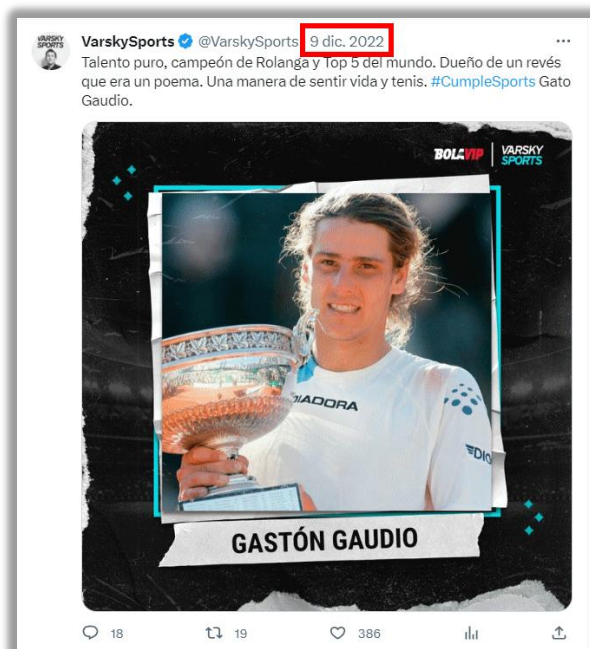 VarskySports @VarskySports 9 dic. 2022
Talento puro, campeón de Rolanga y Top 5 del mundo. Dueño de un revés
que era un poema. Una manera de sentir vida y tenis. #CumpleSports Gato
Gaudio.
BOLAVIP | VARSKY
SPORTS
DIADORA
DIO
GASTÓN GAUDIO
18 19 386